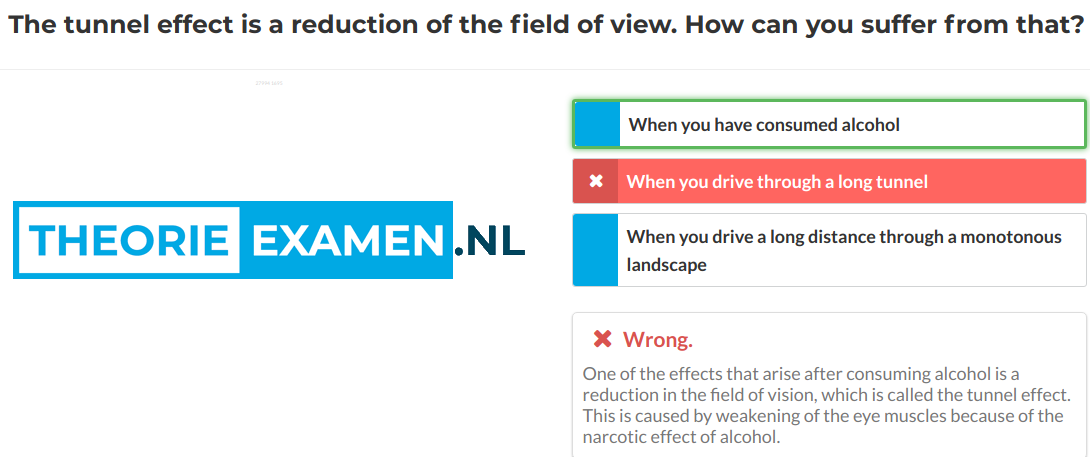 The tunnel effect is a reduction of the field of view. How can you suffer from that?
When you have consumed alcohol
When you drive through a long tunnel
When you drive a long distance through a monotonous
landscape
THEORIE EXAMEN.NL
Wrong.
One of the effects that arise after consuming alcohol is a
reduction in the field of vision, which is called the tunnel effect.
This is caused by weakening of the eye muscles because of the
narcotic effect of alcohol.